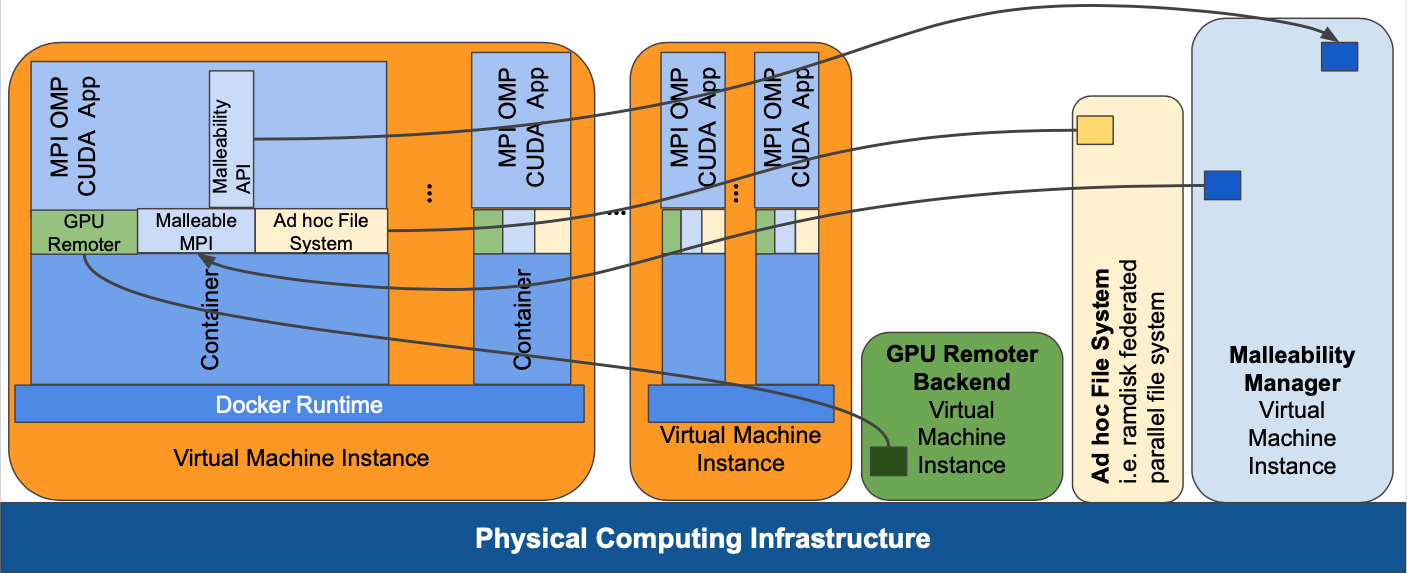 MPI OMP
CUDA App
Malleability
API
GPU
Remoter
Malleable
MPI
Ad hoc File
System
Container
...
MPI OMP
CUDA App
Container
Docker Runtime
Virtual Machine Instance
...
MPI OMP
CUDA App
...
MPI OMP
CUDA App
Virtual Machine
Instance
GPU Remoter
Backend
Virtual
Machine
Instance
Ad hoc File System
i.e. ramdisk federated
parallel file system
Malleability
Manager
Virtual
Machine
Instance
Physical Computing Infrastructure